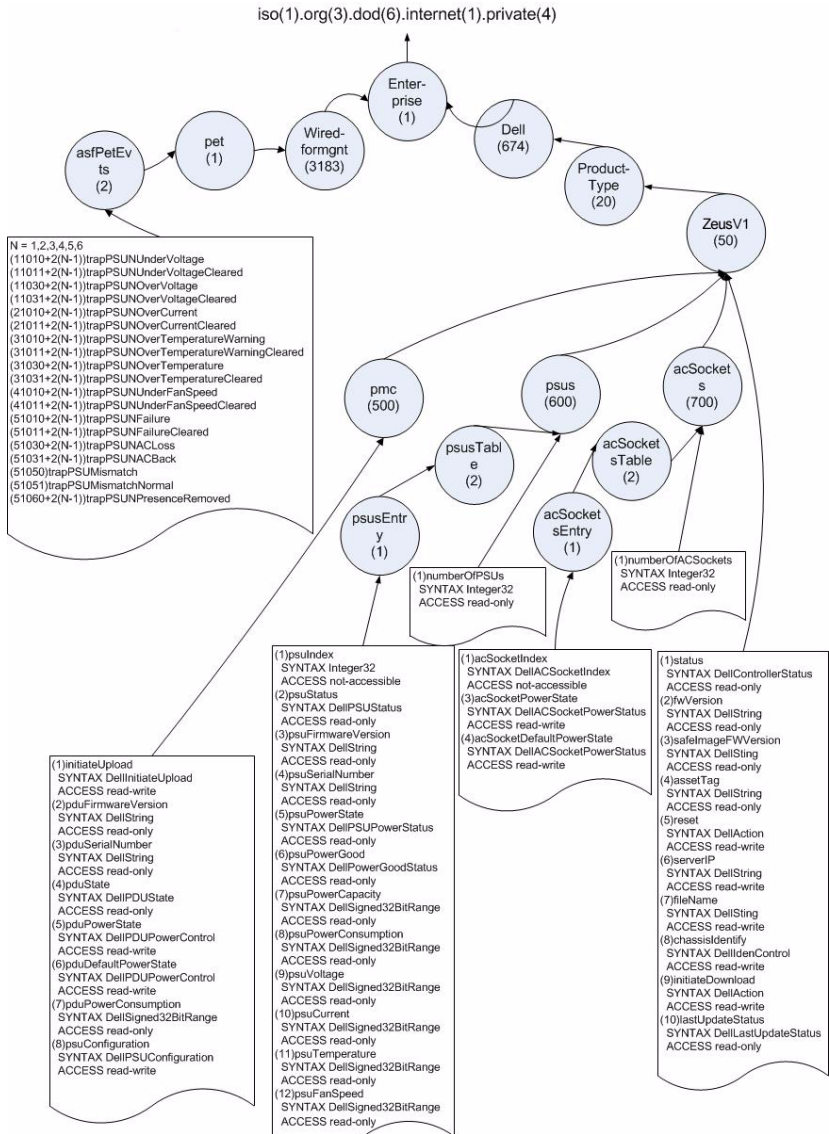 iso(1).org(3).dod(6).internet(1).private(4)
Enter-
prise
(1)
Wired-
formgnt
(3183)
pet
(1)
asfPetEv
ts
(2)
Dell
(674)
Product-
Type
(20)
ZeusV1
(50)
N = 1,2,3,4,5,6
(11010+2(N-1))trapPSUNUnderVoltage
(11011+2(N-1))trapPSUNUnderVoltageCleared
(11030+2(N-1))trapPSUNOverVoltage
(11031+2(N-1))trapPSUNOverVoltageCleared
(21010+2(N-1))trapPSUNOverCurrent
(21011+2(N-1))trapPSUNOverCurrentCleared
(31010+2(N-1))trapPSUNOverTemperatureWarning
(31011+2(N-1))trapPSUNOverTemperatureWarningCleared
(31030+2(N-1))trapPSUNOverTemperature
(31031+2(N-1))trapPSUNOverTemperatureCleared
(41010+2(N-1))trapPSUNUnderFanSpeed
(41011+2(N-1))trapPSUNUnderFanSpeedCleared
(51010+2(N-1))trapPSUNFailure
(51011+2(N-1))trapPSUNFailureCleared
(51030+2(N-1))trapPSUNACLoss
(51031+2(N-1))trapPSUNACBack
(51050)trapPSUMismatch
(51051)trapPSUMismatchNormal
(51060+2(N-1))trapPSUNPresenceRemoved
pmc
(500)
psus
(600)
acSocket
s
(700)
psusTabl
e
(2)
acSocket
sTable
(2)
psusEntr
y
(1)
acSocket
sEntry
(1)
(1)numberOfPSUs
SYNTAX Integer32
ACCESS read-only
(1)numberOfACSockets
SYNTAX Integer32
ACCESS read-only
(1)initiateUpload
SYNTAX DellInitiateUpload
ACCESS read-write
(2)pduFirmwareVersion
SYNTAX DellString
ACCESS read-only
(3)pduSerialNumber
SYNTAX DellString
ACCESS read-only
(4)pduState
SYNTAX DellPDUState
ACCESS read-only
(5)pduPowerState
SYNTAX DellPDUPowerControl
ACCESS read-write
(6)pduDefaultPowerState
SYNTAX DellPDUPowerControl
ACCESS read-write
(7)pduPowerConsumption
SYNTAX DellSigned32BitRange
ACCESS read-only
(8)psuConfiguration
SYNTAX DellPSUConfiguration
ACCESS read-write
(1)psuIndex
SYNTAX Integer32
ACCESS not-accessible
(2)psuStatus
SYNTAX DellPSUStatus
ACCESS read-only
(3)psuFirmwareVersion
SYNTAX DellString
ACCESS read-only
(4)psuSerialNumber
SYNTAX DellString
ACCESS read-only
(5)psuPowerState
SYNTAX DellPSUPowerStatus
ACCESS read-only
(6)psuPowerGood
SYNTAX DellPowerGoodStatus
ACCESS read-only
(7)psuPowerCapacity
SYNTAX DellSigned32BitRange
ACCESS read-only
(8)psuPowerConsumption
SYNTAX DellSigned32BitRange
ACCESS read-only
(9)psuVoltage
SYNTAX DellSigned32BitRange
ACCESS read-only
(10)psuCurrent
SYNTAX DellSigned32BitRange
ACCESS read-only
(11)psuTemperature
SYNTAX DellSigned32BitRange
ACCESS read-only
(12)psuFanSpeed
SYNTAX DellSigned32BitRange
ACCESS read-only
(1)acSocketIndex
SYNTAX DellACSocketIndex
ACCESS not-accessible
(3)acSocketPowerState
SYNTAX DellACSocketPowerStatus
ACCESS read-write
(4)acSocketDefaultPowerState
SYNTAX DellACSocketPowerStatus
ACCESS read-write
(1)status
SYNTAX DellControllerStatus
ACCESS read-only
(2)fwVersion
SYNTAX DellString
ACCESS read-only
(3)safeImageFWVersion
SYNTAX DellSting
ACCESS read-only
(4)assetTag
SYNTAX DellString
ACCESS read-only
(5)reset
SYNTAX DellAction
ACCESS read-write
(6)serverIP
SYNTAX DellString
ACCESS read-write
(7)fileName
SYNTAX DellSting
ACCESS read-write
(8)chassisIdentify
SYNTAX DellIdenControl
ACCESS read-write
(9)initiateDownload
SYNTAX DellAction
ACCESS read-write
(10)lastUpdateStatus
SYNTAX DellLastUpdateStatus
ACCESS read-only